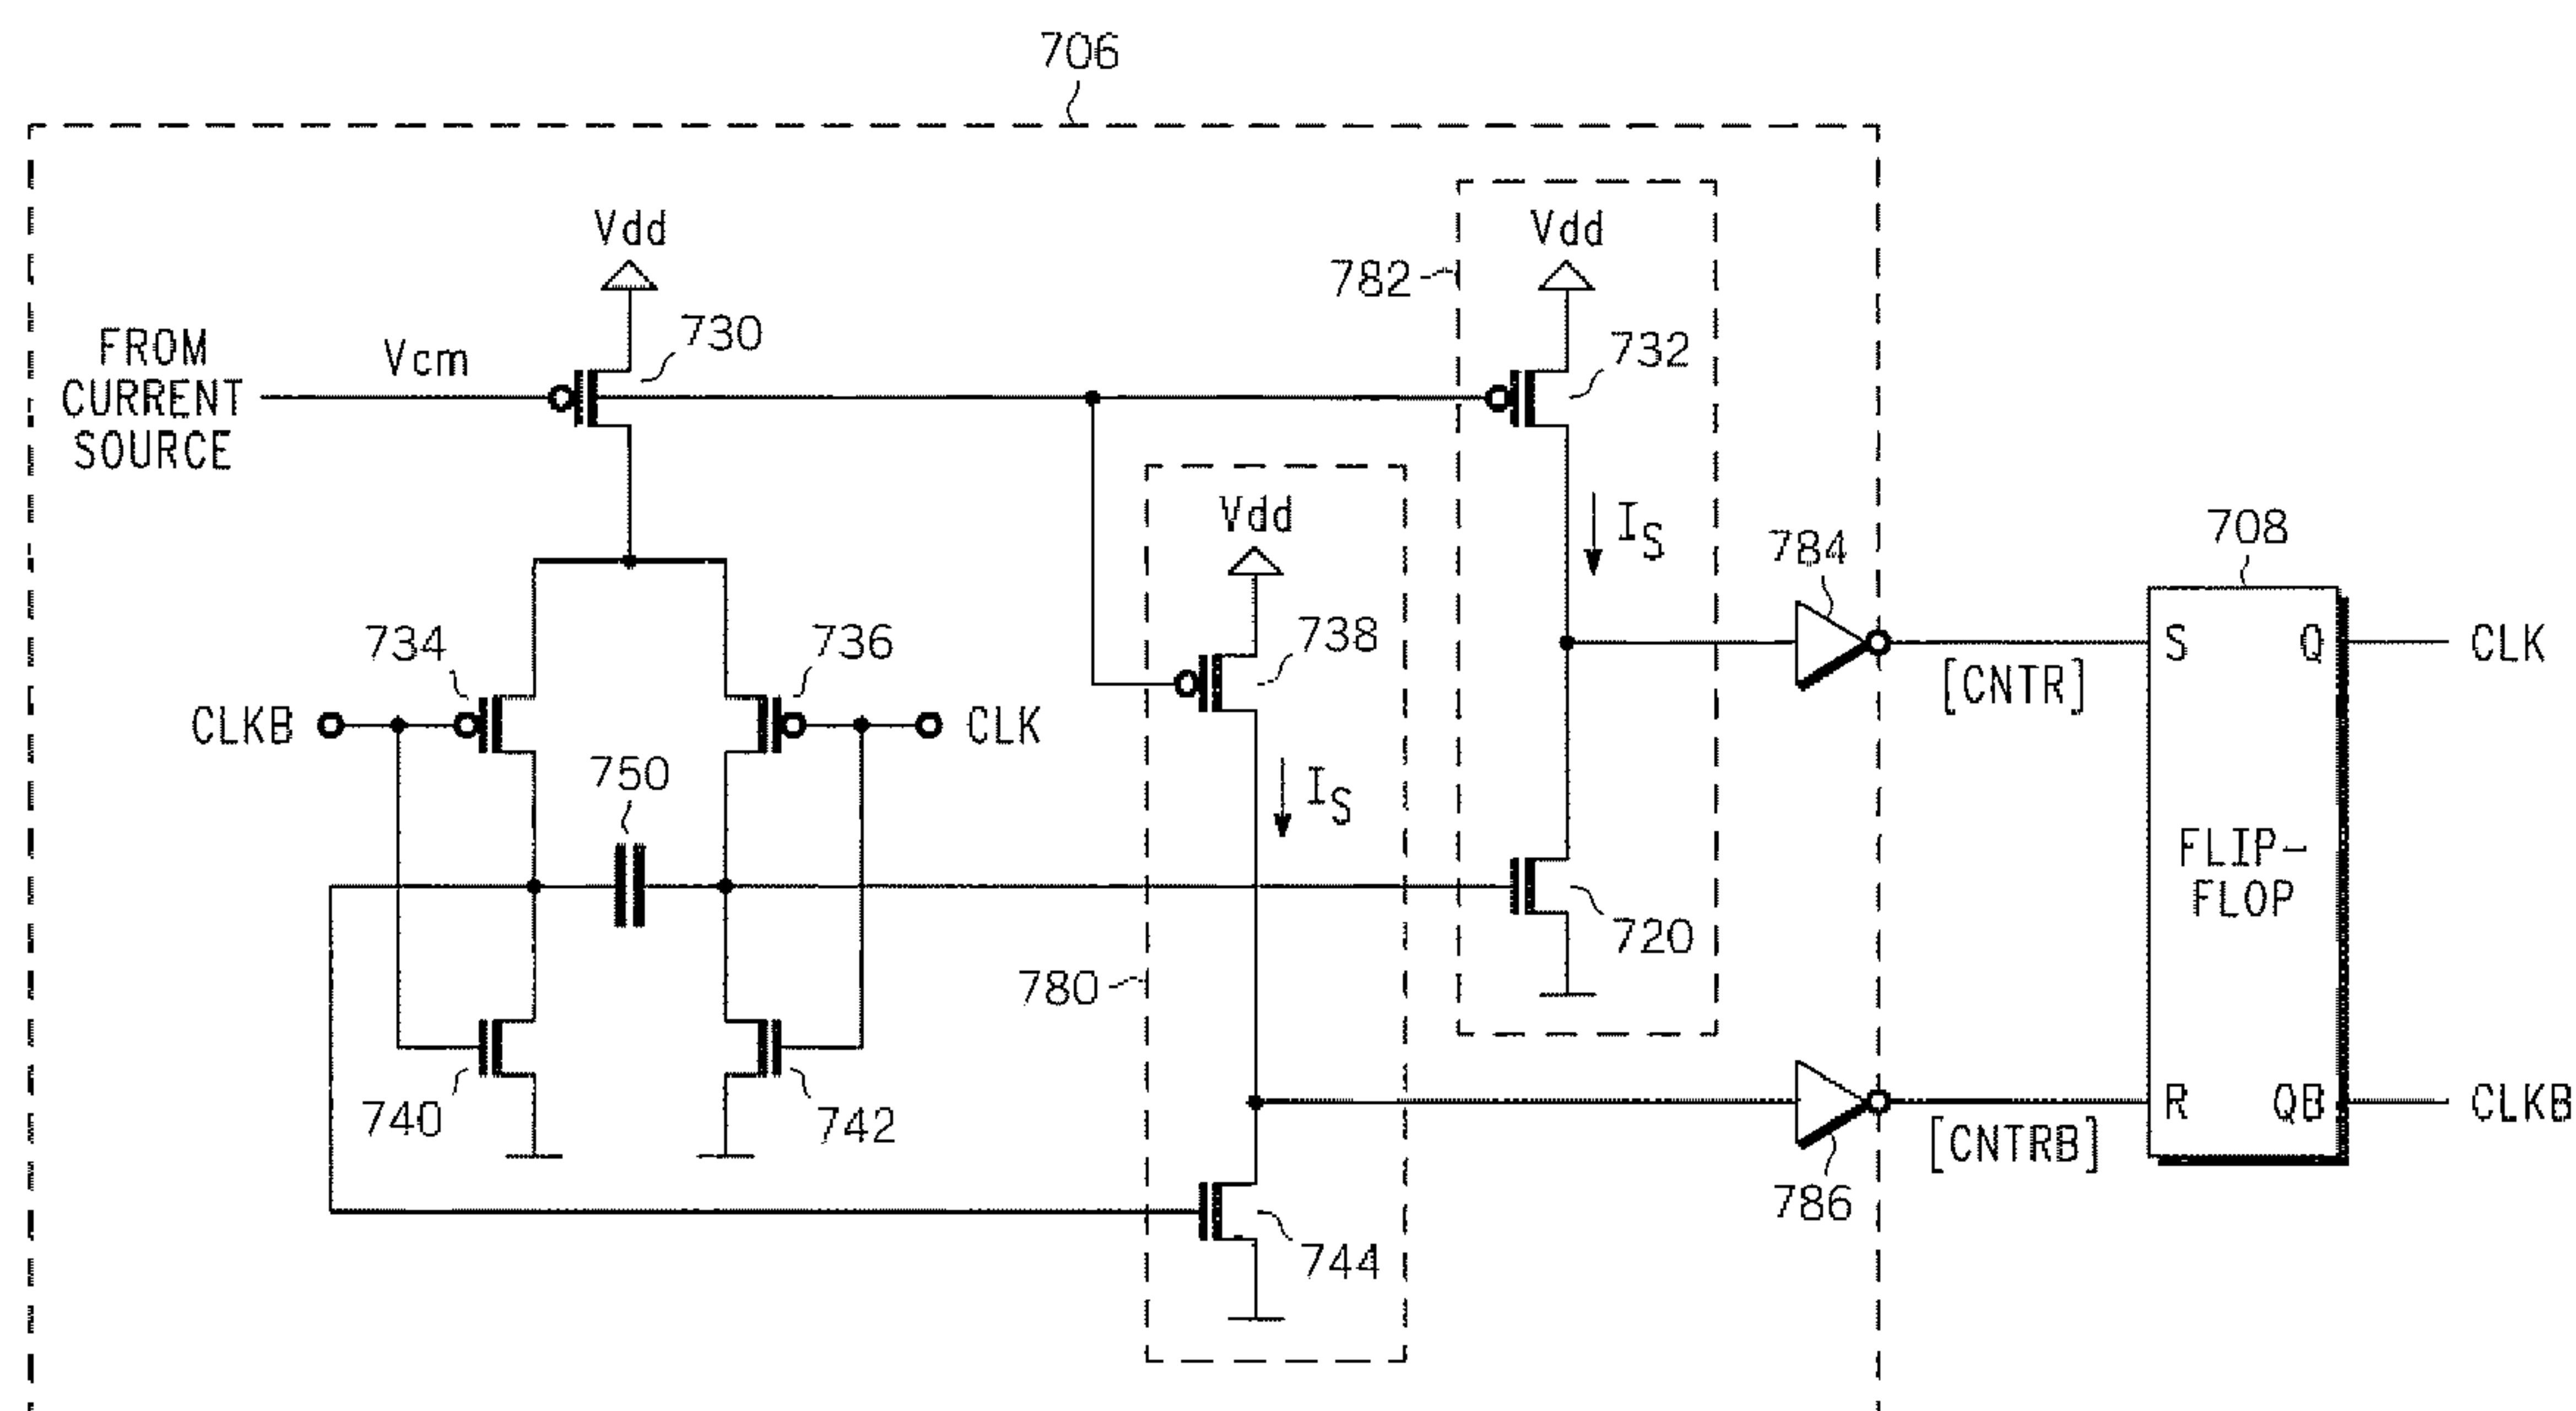 706
Vdd
Vdd
782
730
732
FROM
CURRENT
SOURCE
Vcm
Vdd
IS
784
708
734
736
738
S
Q
CLK
[CNTR]
CLKB
CLK
750
IS
FLIP-
FLOP
720
780
740
742
R
QB
CLKB
[CNTRB]
786
744